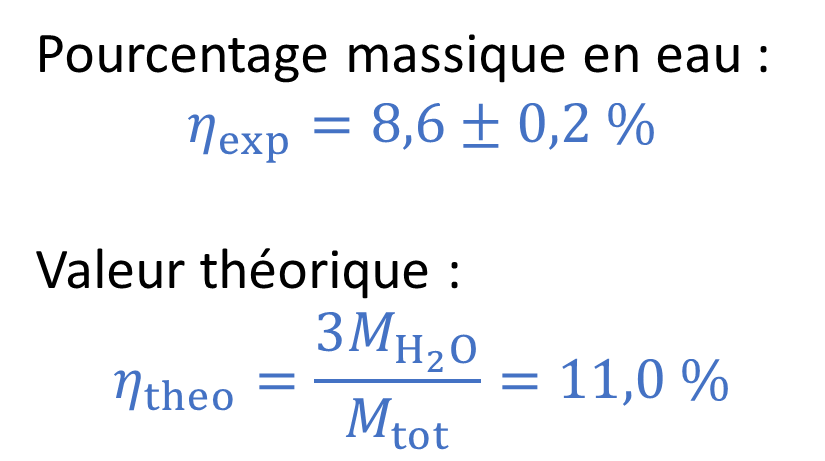 Pourcentage massique en eau :
η_exp = 8,6 ± 0,2 %
Valeur théorique :
η_theo = 3M_H₂O / M_tot = 11,0 %